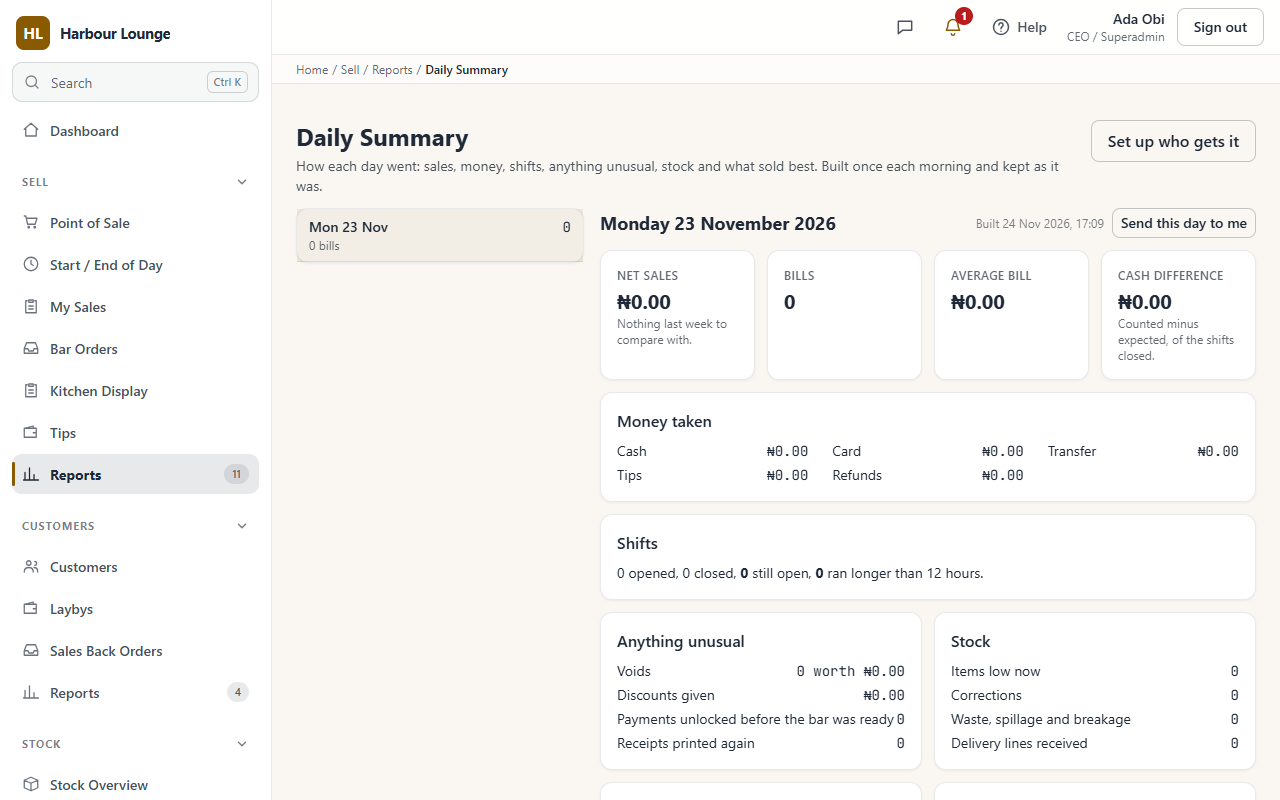 HL Harbour Lounge
1
Help
Ada Obi
CEO / Superadmin
Sign out
Search Ctrl K
Home / Sell / Reports / Daily Summary
Dashboard
SELL
Point of Sale
Start / End of Day
My Sales
Bar Orders
Kitchen Display
Tips
Reports 11
CUSTOMERS
Customers
Laybys
Sales Back Orders
Reports 4
STOCK
Stock Overview
Daily Summary
Set up who gets it
How each day went: sales, money, shifts, anything unusual, stock and what sold best. Built once each morning and kept as it
was.
Mon 23 Nov 0
0 bills
Monday 23 November 2026
Built 24 Nov 2026, 17:09
Send this day to me
NET SALES
₦0.00
Nothing last week to
compare with.
BILLS
0
AVERAGE BILL
₦0.00
CASH DIFFERENCE
₦0.00
Counted minus
expected, of the shifts
closed.
Money taken
Cash ₦0.00 Card ₦0.00 Transfer ₦0.00
Tips ₦0.00 Refunds ₦0.00
Shifts
0 opened, 0 closed, 0 still open, 0 ran longer than 12 hours.
Anything unusual
Voids 0 worth ₦0.00
Discounts given ₦0.00
Payments unlocked before the bar was ready 0
Receipts printed again 0
Stock
Items low now 0
Corrections 0
Waste, spillage and breakage 0
Delivery lines received 0